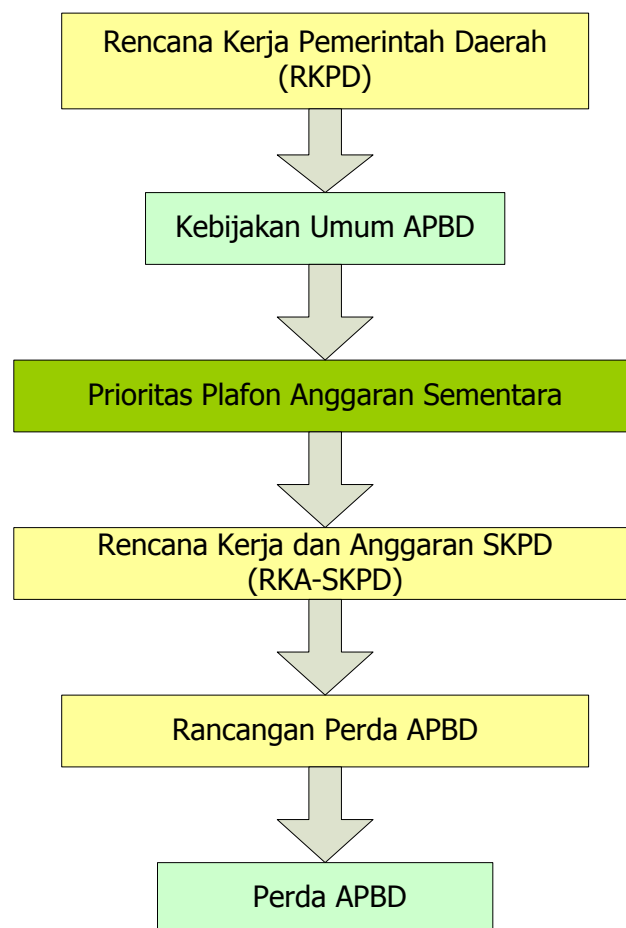 Rencana Kerja Pemerintah Daerah
(RKPD)
Kebijakan Umum APBD
Prioritas Plafon Anggaran Sementara
Rencana Kerja dan Anggaran SKPD
(RKA-SKPD)
Rancangan Perda APBD
Perda APBD